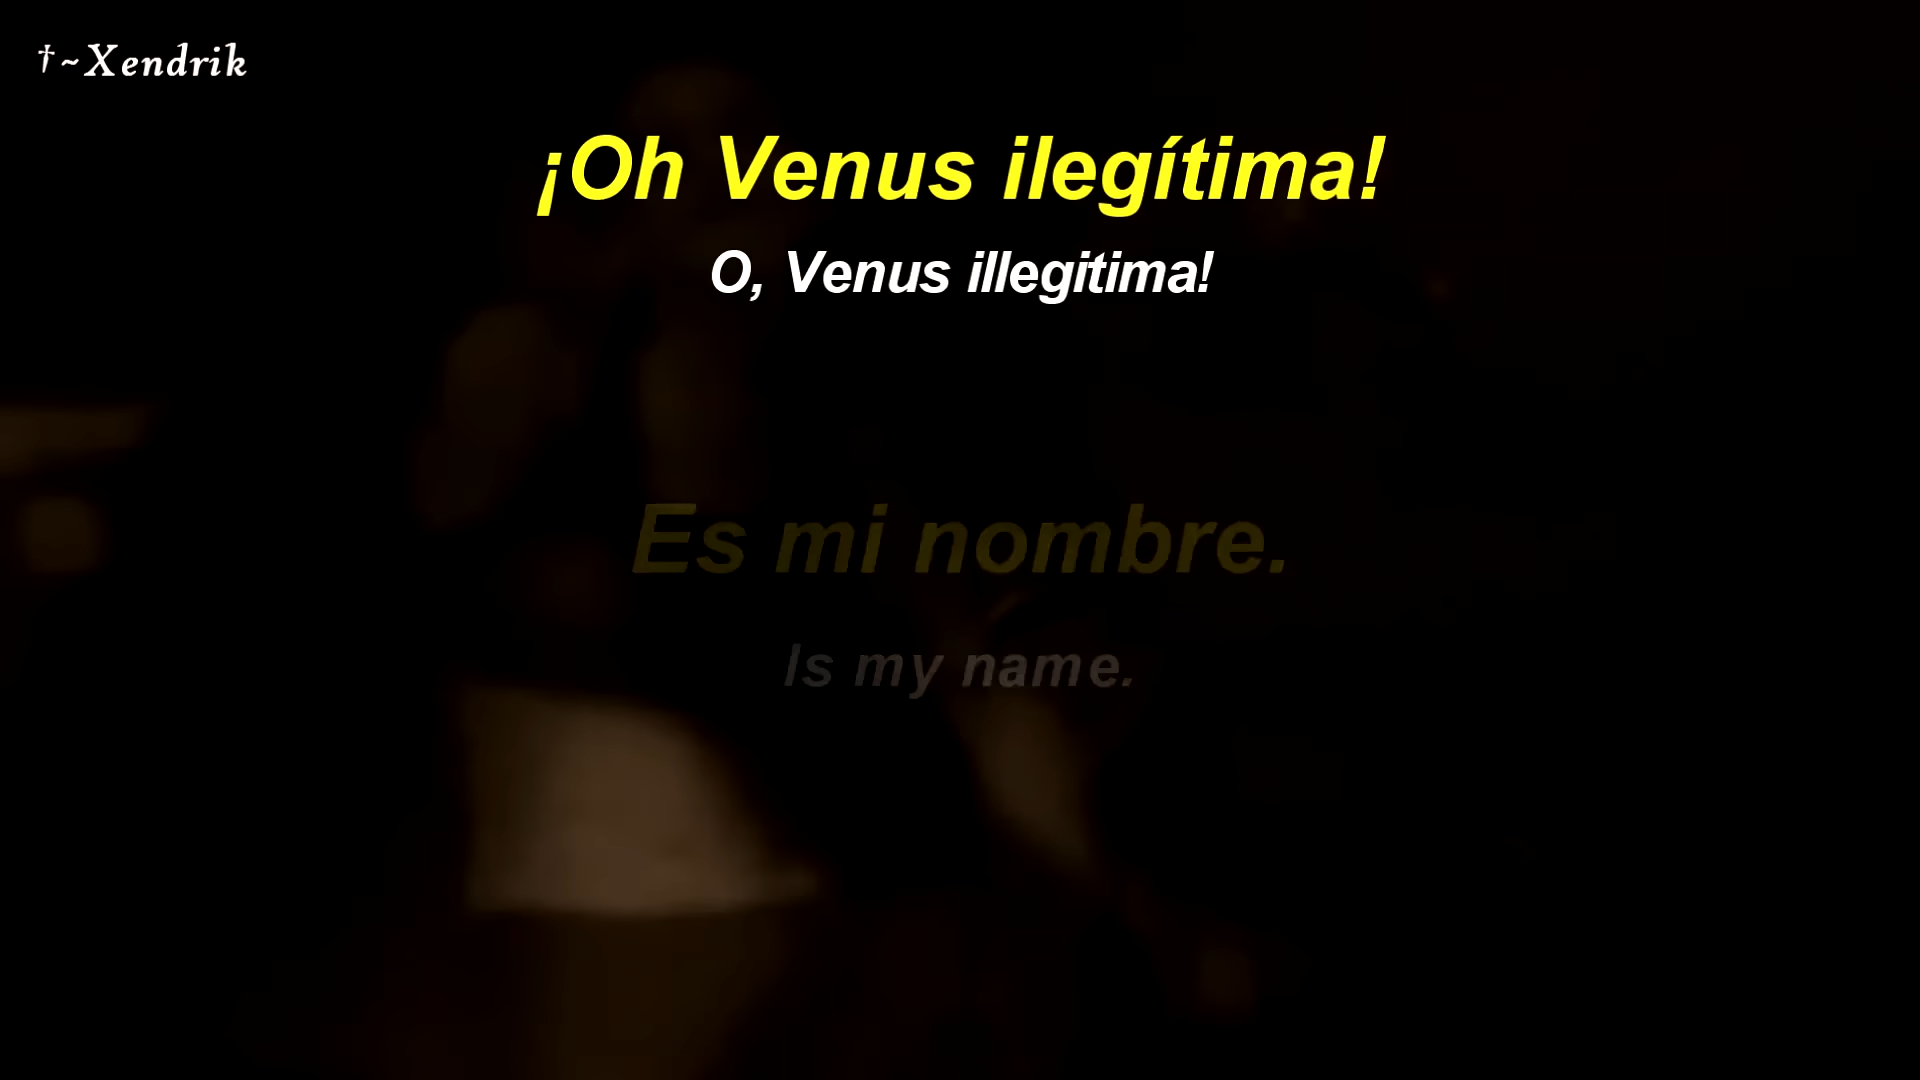 †~Xendrik
¡Oh Venus ilegítima!
O, Venus illegitima!
Es mi nombre.
Is my name.